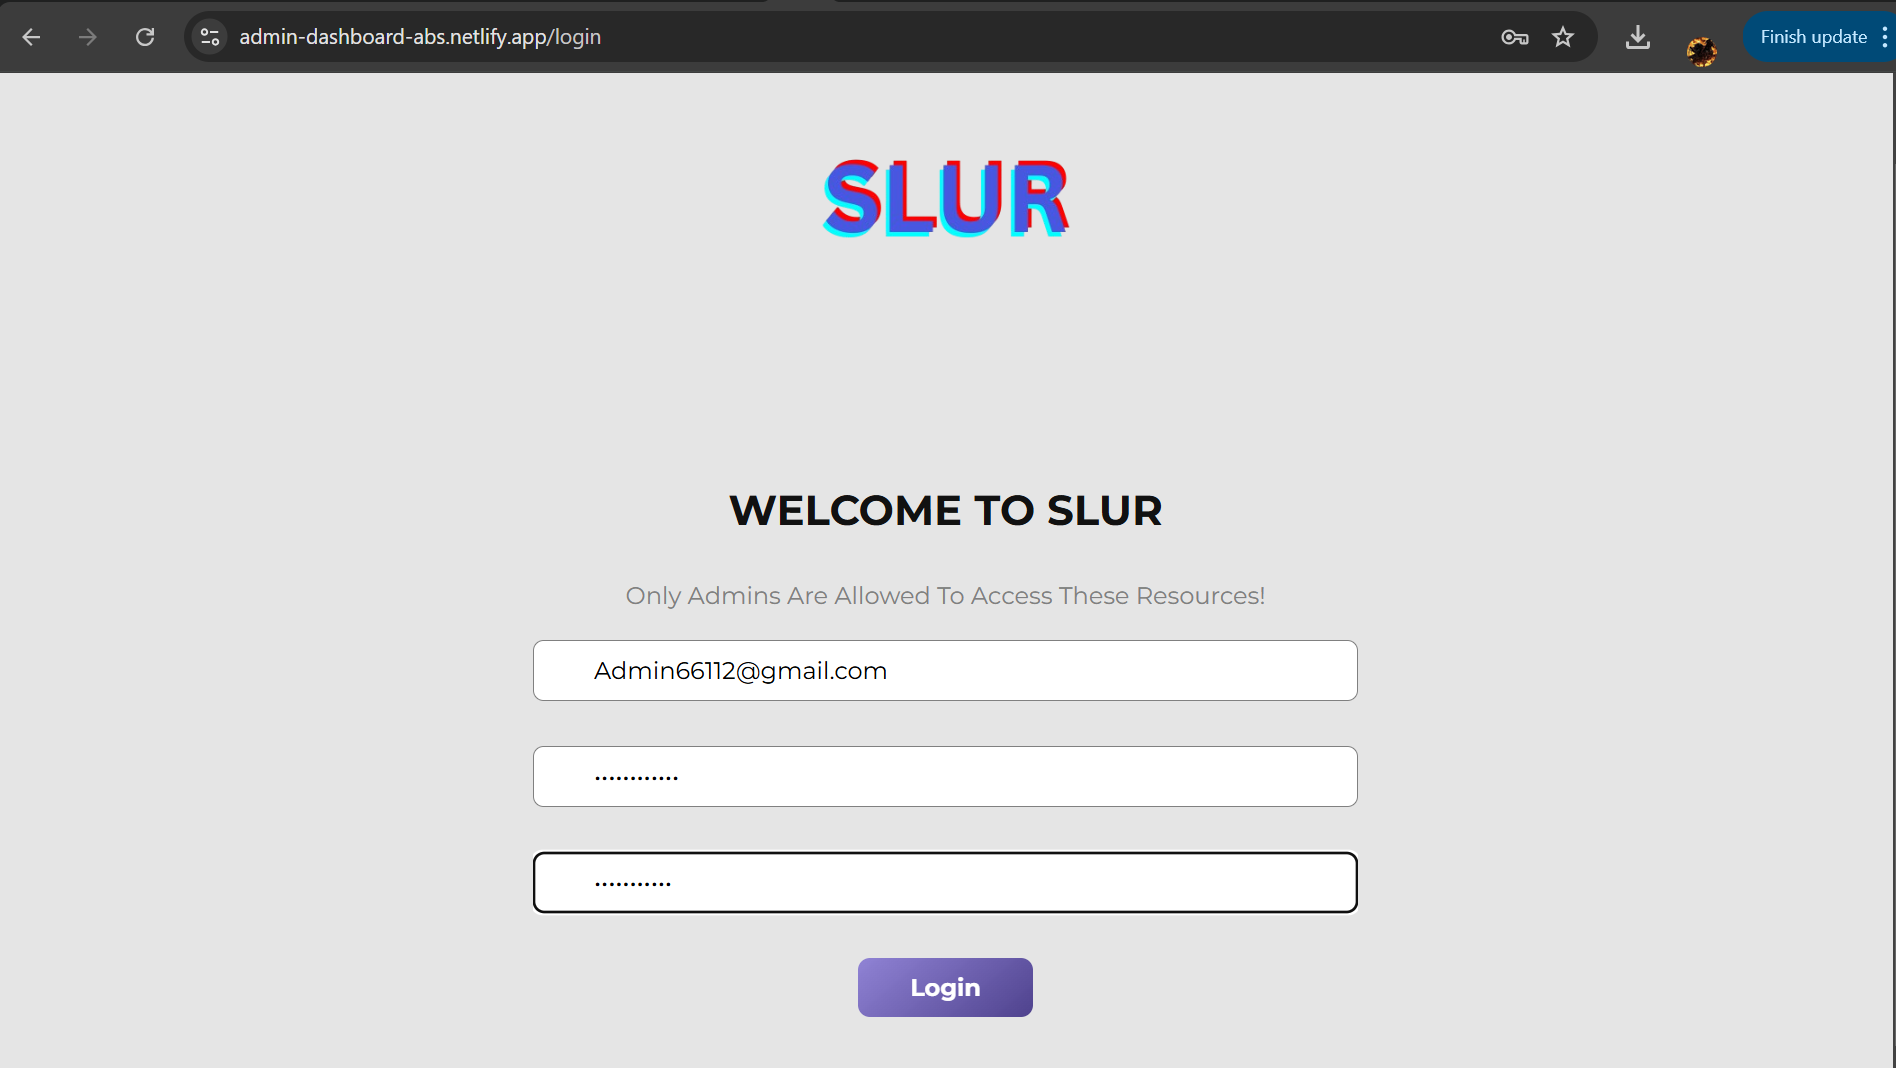 admin-dashboard-abs.netlify.app/login
Finish update
SLUR
WELCOME TO SLUR
Only Admins Are Allowed To Access These Resources!
Admin66112@gmail.com
............
...........
Login